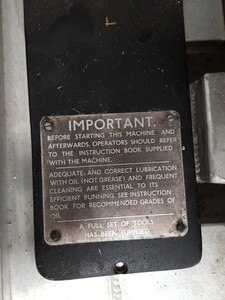 IMPORTANT.
BEFORE STARTING THIS MACHINE AND
AFTERWARDS, OPERATORS SHOULD REFER
TO THE INSTRUCTION BOOK SUPPLIED
WITH THE MACHINE.
ADEQUATE AND CORRECT LUBRICATION
WITH OIL (NOT GREASE) AND FREQUENT
CLEANING ARE ESSENTIAL TO ITS
EFFICIENT RUNNING. SEE INSTRUCTION
BOOK FOR RECOMMENDED GRADES OF
OIL.
A FULL SET OF TOOLS
HAS BEEN SUPPLIED